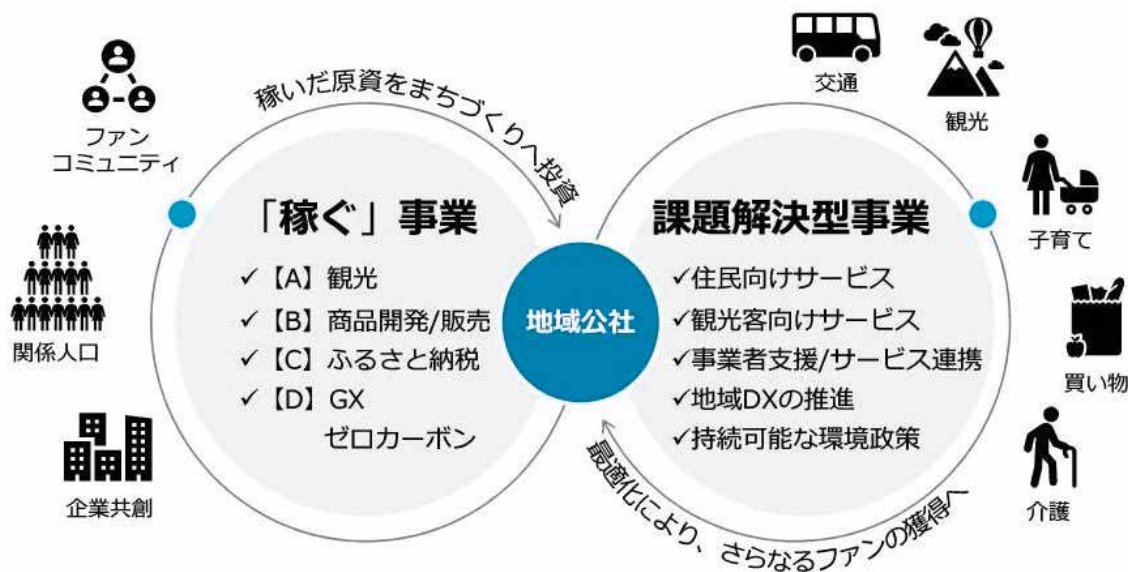 ファン
コミュニティ
関係人口
企業共創
稼いだ原資をまちづくりへ投資
「稼ぐ」事業
✓【A】観光
✓【B】商品開発/販売
✓【C】ふるさと納税
✓【D】GX
ゼロカーボン
地域公社
課題解決型事業
✓住民向けサービス
✓観光客向けサービス
✓事業者支援/サービス連携
✓地域DXの推進
✓持続可能な環境政策
最適化により、さらなるファンの獲得へ
交通
観光
子育て
買い物
介護